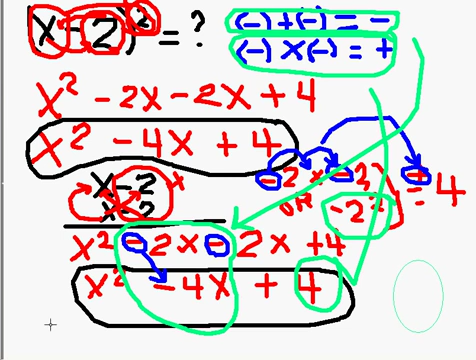 (x-2)² = ?
(-)+(-) = -
(-)x(-) = +
x² - 2x - 2x + 4
x² - 4x + 4
-2 x -2 = +4
OR
-2²
x-2
x-2
x² - 2x - 2x + 4
x² - 4x + 4